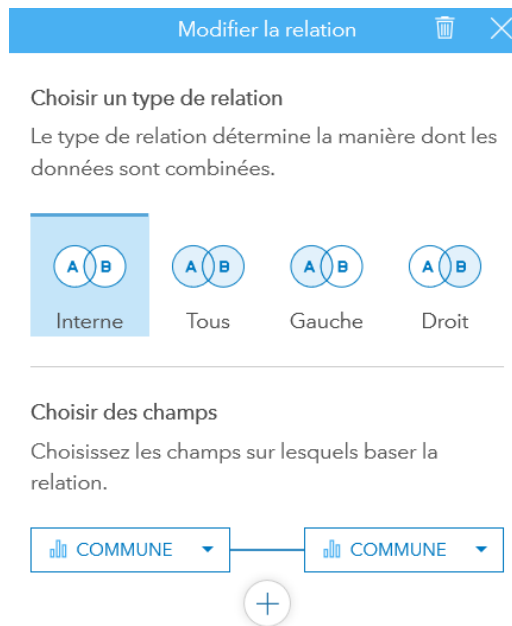 Modifier la relation
Choisir un type de relation
Le type de relation détermine la manière dont les
données sont combinées.
A B A B A B A B
Interne Tous Gauche Droit
Choisir des champs
Choisissez les champs sur lesquels baser la
relation.
COMMUNE COMMUNE